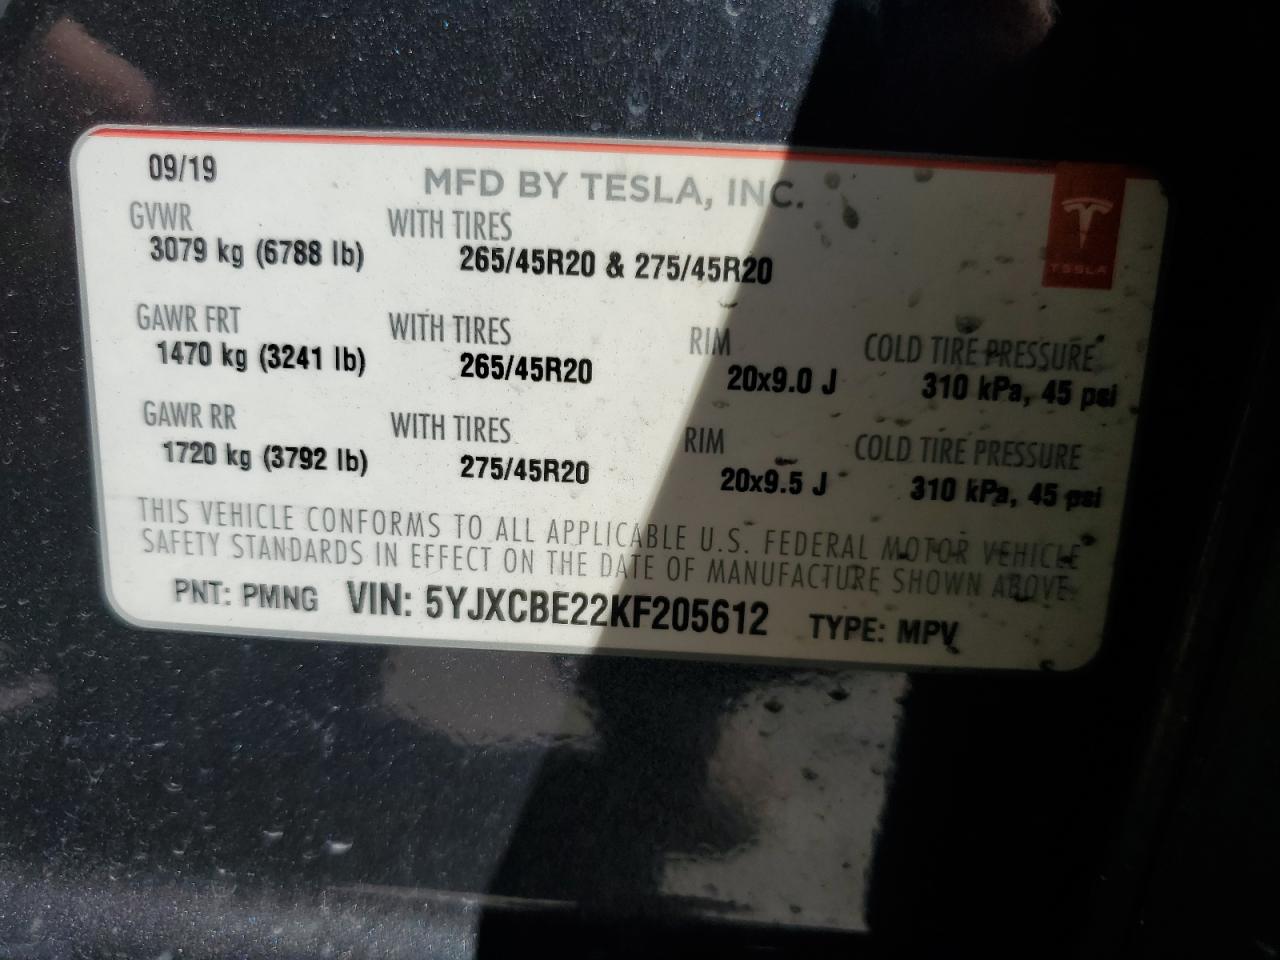 09/19
MFD BY TESLA, INC.
GVWR WITH TIRES
3079 kg (6788 lb) 265/45R20 & 275/45R20
TESLA
GAWR FRT WITH TIRES RIM COLD TIRE PRESSURE
1470 kg (3241 lb) 265/45R20 20x9.0 J 310 kPa, 45 psi
GAWR RR WITH TIRES RIM COLD TIRE PRESSURE
1720 kg (3792 lb) 275/45R20 20x9.5 J 310 kPa, 45 psi
THIS VEHICLE CONFORMS TO ALL APPLICABLE U.S. FEDERAL MOTOR VEHICLE
SAFETY STANDARDS IN EFFECT ON THE DATE OF MANUFACTURE SHOWN ABOVE.
PNT: PMNG VIN: 5YJXCBE22KF205612 TYPE: MPV